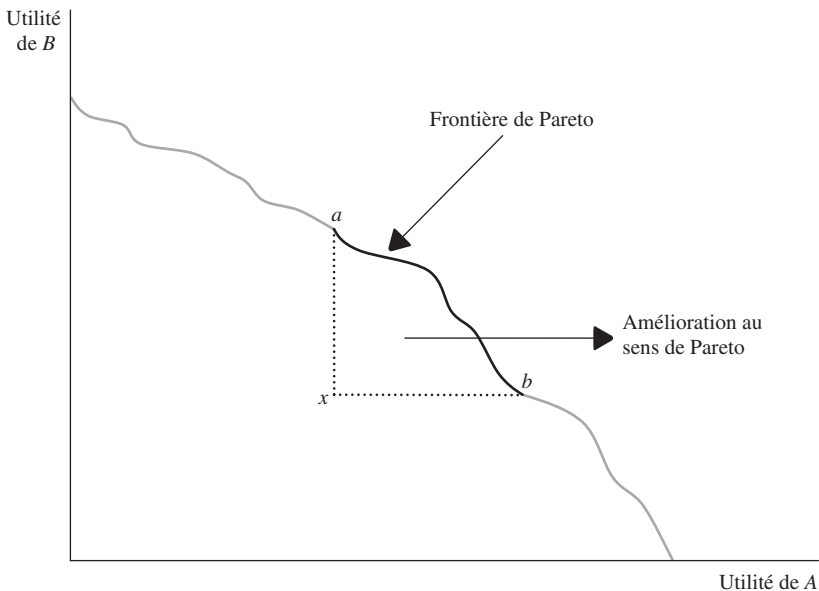 Utilité
de B
Frontière de Pareto
a
Amélioration au
sens de Pareto
x
b
Utilité de A